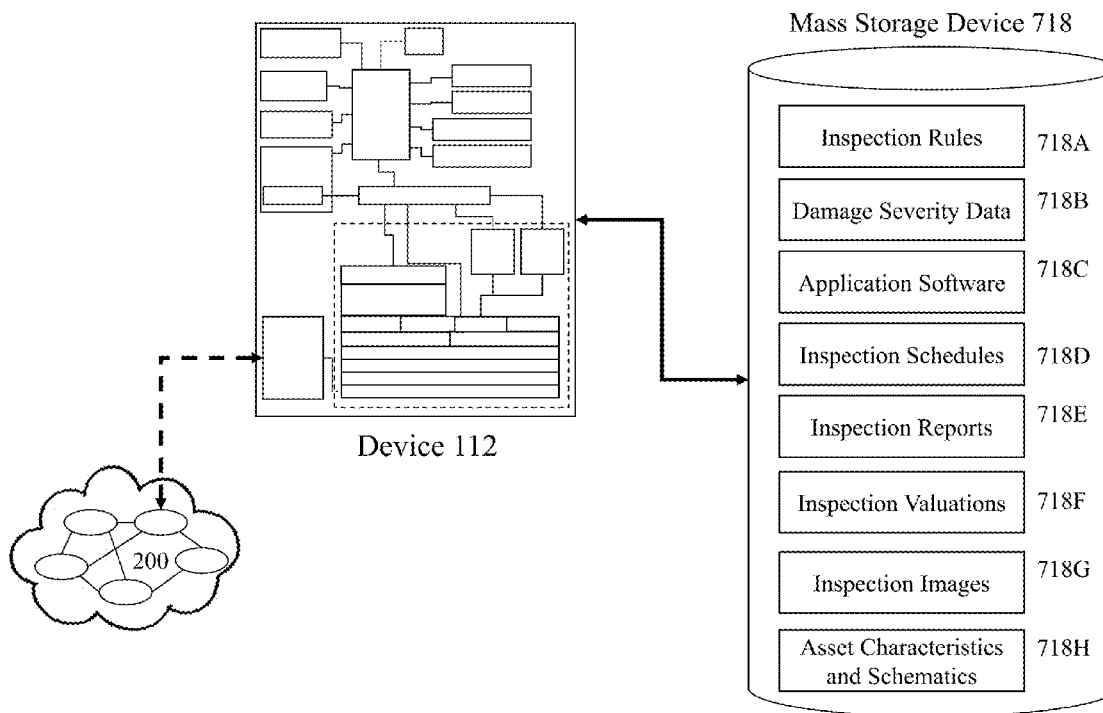 Mass Storage Device 718
Inspection Rules
718A
Damage Severity Data
718B
Application Software
718C
Inspection Schedules
718D
Inspection Reports
718E
Inspection Valuations
718F
Inspection Images
718G
Asset Characteristics
and Schematics
718H
Device 112
200